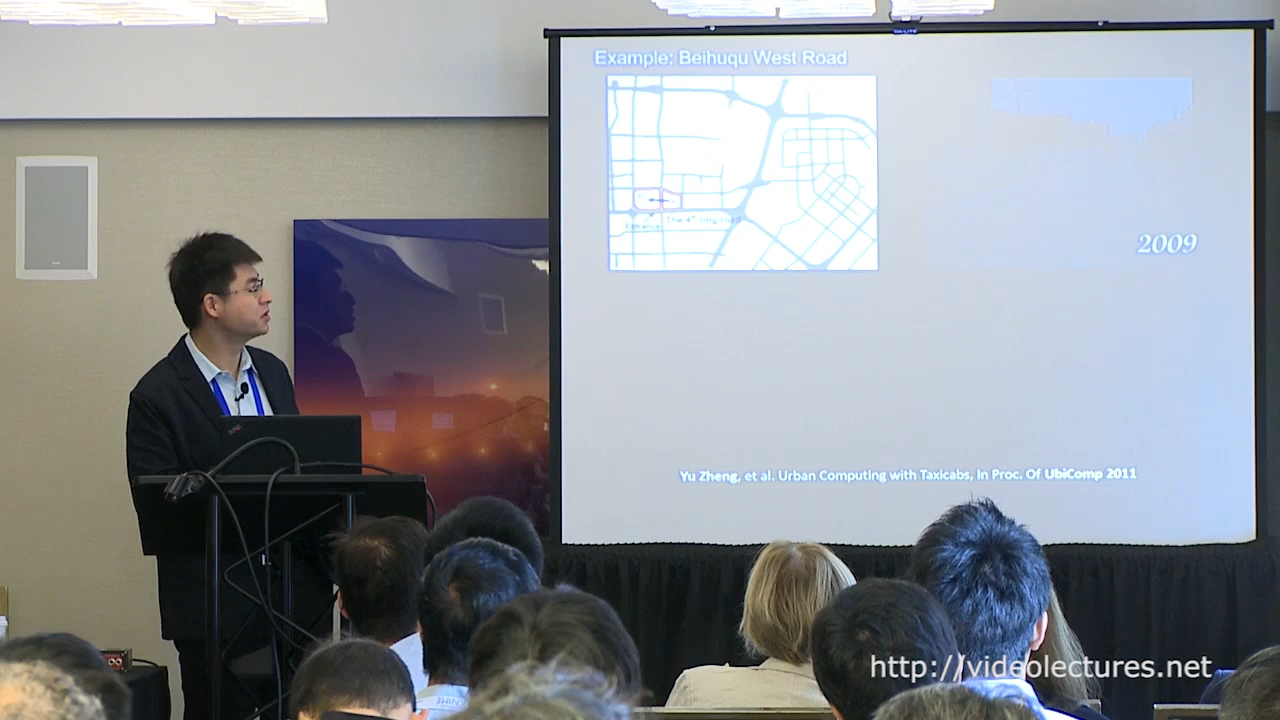 Example: Beihuqu West Road
The 4th ring road
Entrance
2009
Yu Zheng, et al. Urban Computing with Taxicabs, In Proc. Of UbiComp 2011
http://videolectures.net